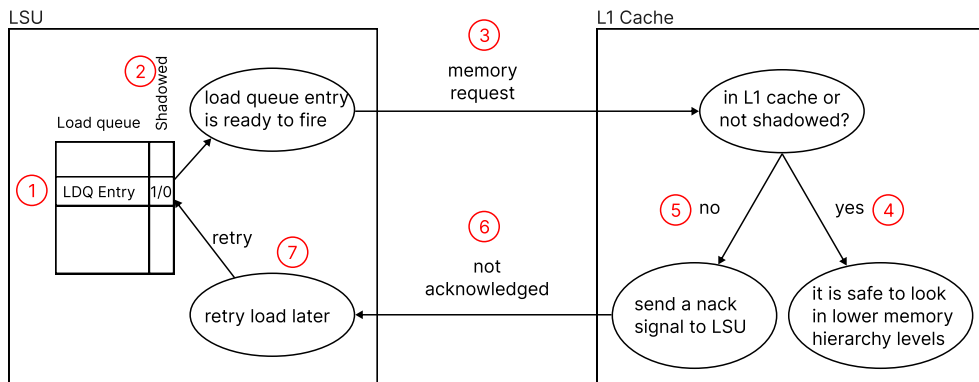 LSU
L1 Cache
3
2
Shadowed
memory
request
load queue entry
is ready to fire
in L1 cache or
not shadowed?
Load queue
1
LDQ Entry
1/0
5
no
yes
4
6
retry
7
not
acknowledged
retry load later
send a nack
signal to LSU
it is safe to look
in lower memory
hierarchy levels